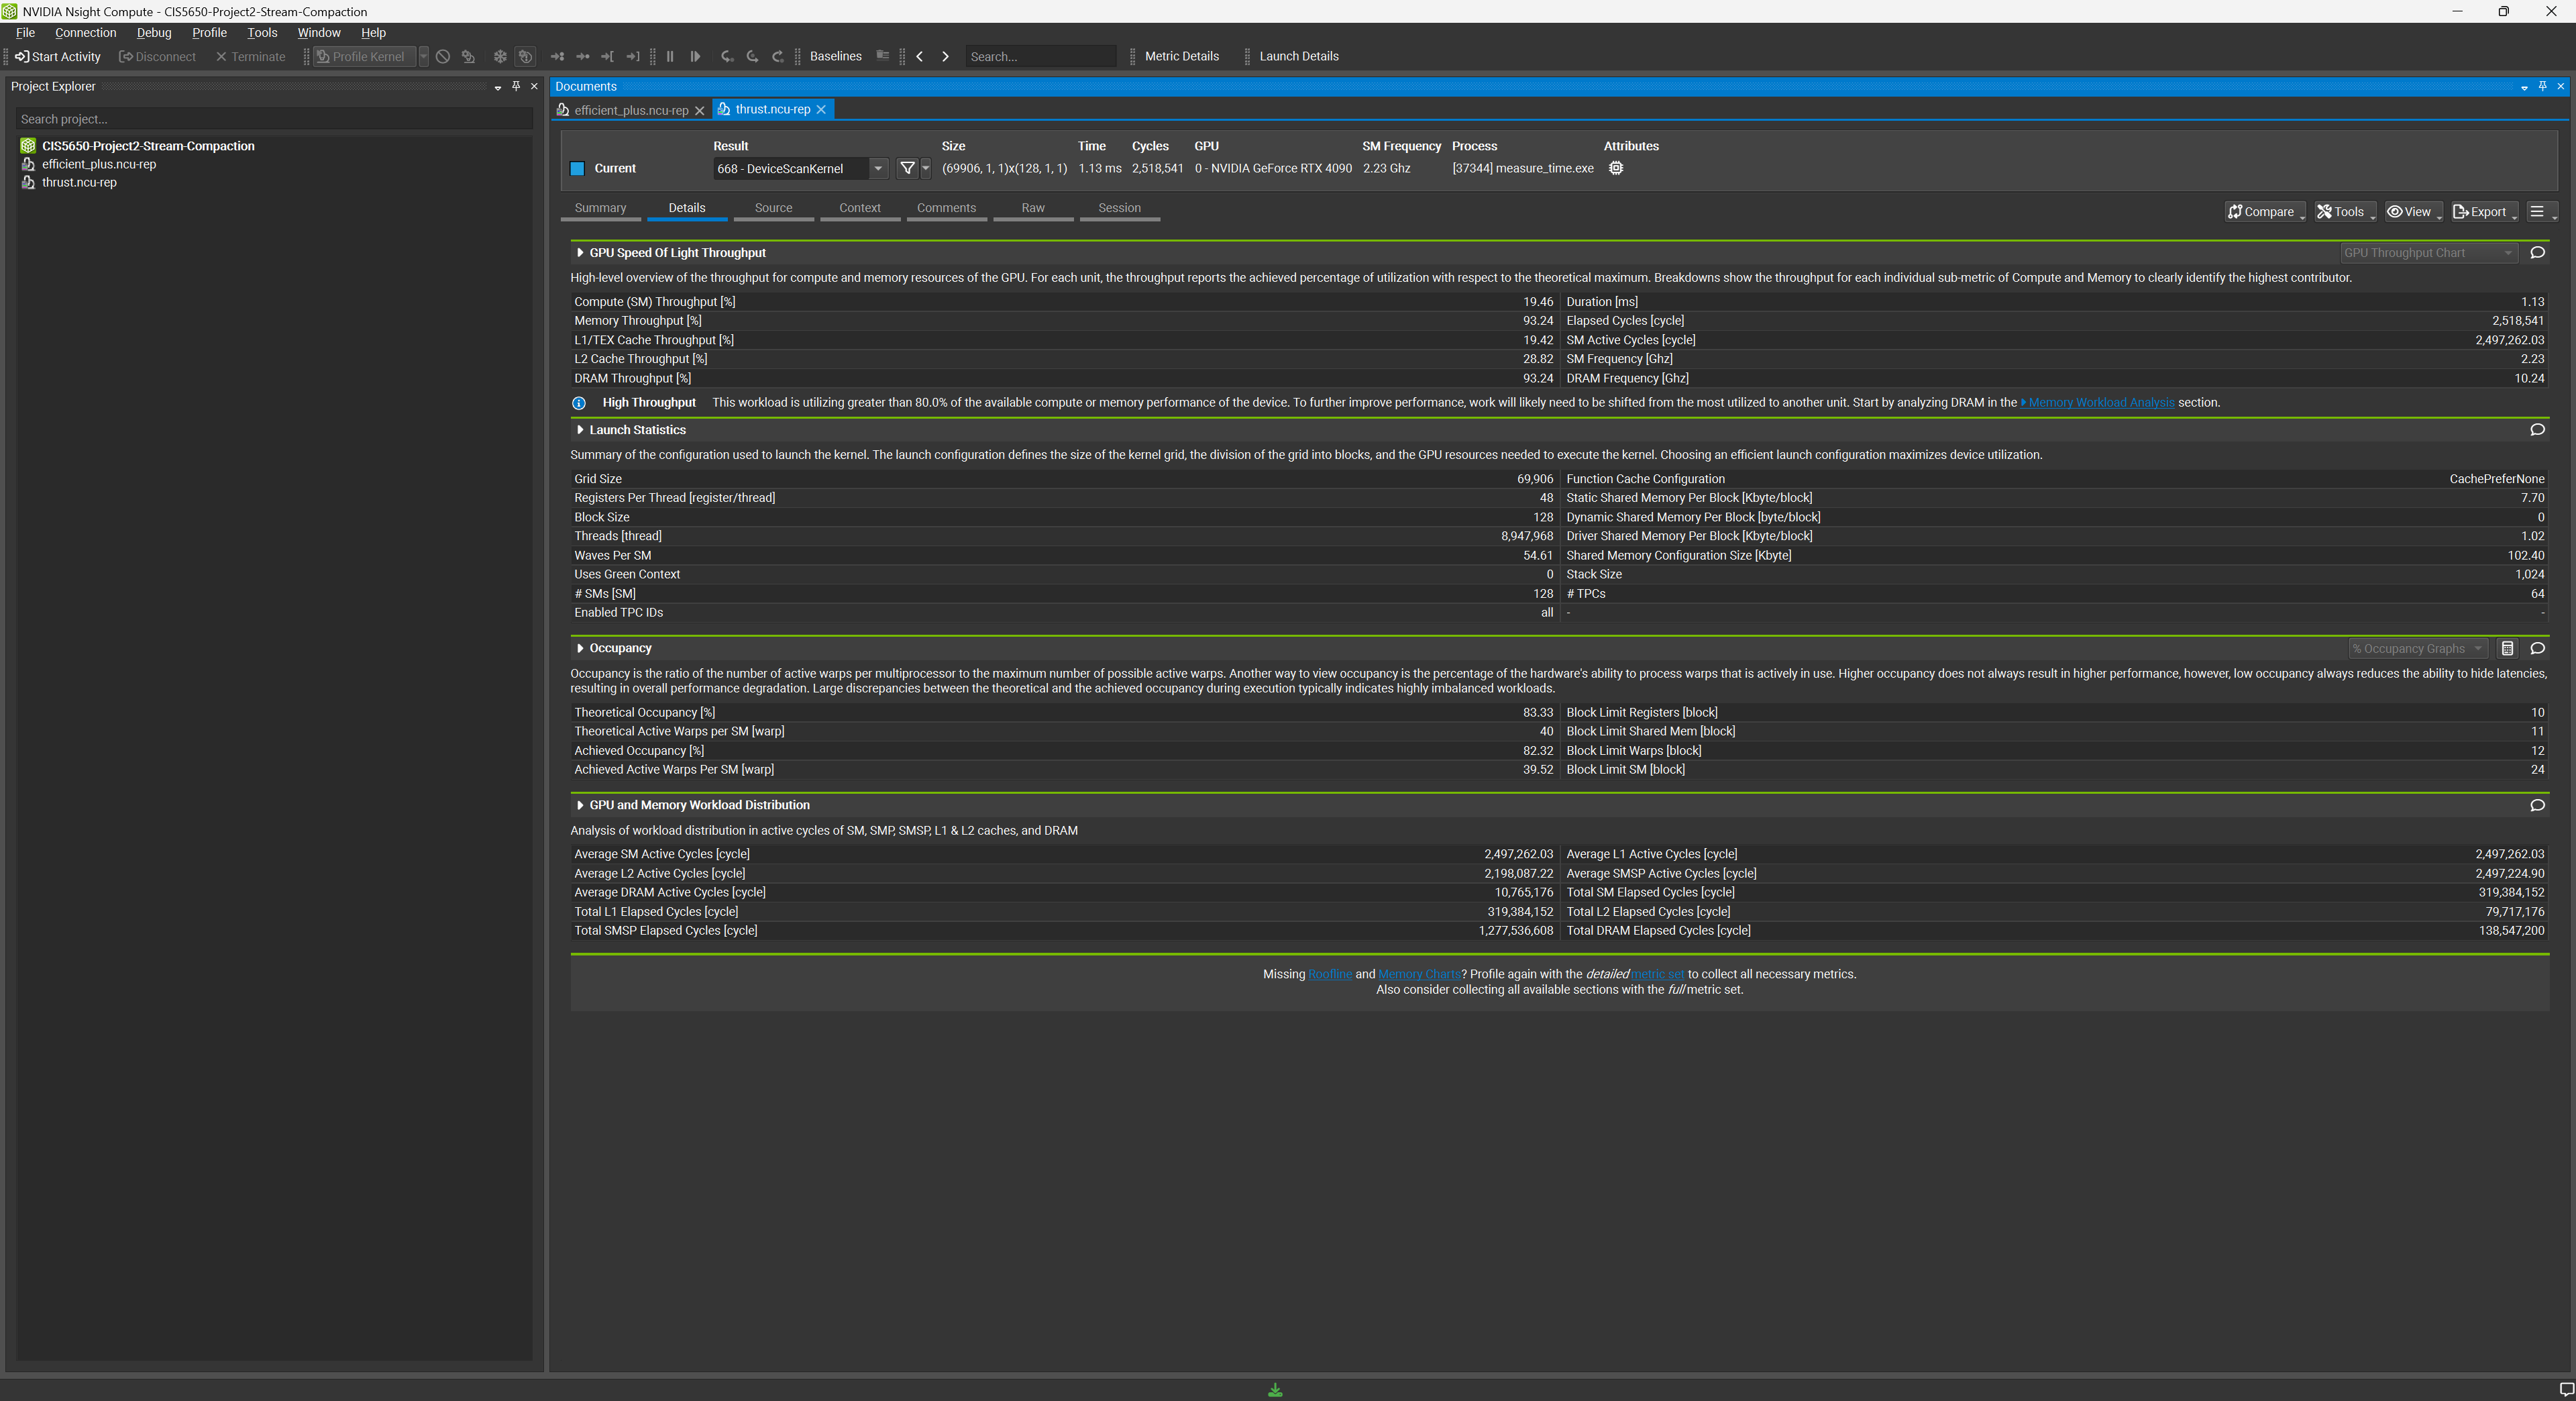 NVIDIA Nsight Compute - CIS5650-Project2-Stream-Compaction
File Connection Debug Profile Tools Window Help
Start Activity Disconnect Terminate Profile Kernel Baselines Search... Metric Details Launch Details
Project Explorer
Search project...
CIS5650-Project2-Stream-Compaction
efficient_plus.ncu-rep
thrust.ncu-rep
Documents
efficient_plus.ncu-rep thrust.ncu-rep
Result Size Time Cycles GPU SM Frequency Process Attributes
Current 668 - DeviceScanKernel (69906, 1, 1)x(128, 1, 1) 1.13 ms 2,518,541 0 - NVIDIA GeForce RTX 4090 2.23 Ghz [37344] measure_time.exe
Summary Details Source Context Comments Raw Session Compare Tools View Export
GPU Speed Of Light Throughput GPU Throughput Chart
High-level overview of the throughput for compute and memory resources of the GPU. For each unit, the throughput reports the achieved percentage of utilization with respect to the theoretical maximum. Breakdowns show the throughput for each individual sub-metric of Compute and Memory to clearly identify the highest contributor.
Compute (SM) Throughput [%] 19.46 Duration [ms] 1.13
Memory Throughput [%] 93.24 Elapsed Cycles [cycle] 2,518,541
L1/TEX Cache Throughput [%] 19.42 SM Active Cycles [cycle] 2,497,262.03
L2 Cache Throughput [%] 28.82 SM Frequency [Ghz] 2.23
DRAM Throughput [%] 93.24 DRAM Frequency [Ghz] 10.24
High Throughput This workload is utilizing greater than 80.0% of the available compute or memory performance of the device. To further improve performance, work will likely need to be shifted from the most utilized to another unit. Start by analyzing DRAM in the Memory Workload Analysis section.
Launch Statistics
Summary of the configuration used to launch the kernel. The launch configuration defines the size of the kernel grid, the division of the grid into blocks, and the GPU resources needed to execute the kernel. Choosing an efficient launch configuration maximizes device utilization.
Grid Size 69,906 Function Cache Configuration CachePreferNone
Registers Per Thread [register/thread] 48 Static Shared Memory Per Block [Kbyte/block] 7.70
Block Size 128 Dynamic Shared Memory Per Block [byte/block] 0
Threads [thread] 8,947,968 Driver Shared Memory Per Block [Kbyte/block] 1.02
Waves Per SM 54.61 Shared Memory Configuration Size [Kbyte] 102.40
Uses Green Context 0 Stack Size 1,024
# SMs [SM] 128 # TPCs 64
Enabled TPC IDs all - -
Occupancy % Occupancy Graphs
Occupancy is the ratio of the number of active warps per multiprocessor to the maximum number of possible active warps. Another way to view occupancy is the percentage of the hardware's ability to process warps that is actively in use. Higher occupancy does not always result in higher performance, however, low occupancy always reduces the ability to hide latencies,
resulting in overall performance degradation. Large discrepancies between the theoretical and the achieved occupancy during execution typically indicates highly imbalanced workloads.
Theoretical Occupancy [%] 83.33 Block Limit Registers [block] 10
Theoretical Active Warps per SM [warp] 40 Block Limit Shared Mem [block] 11
Achieved Occupancy [%] 82.32 Block Limit Warps [block] 12
Achieved Active Warps Per SM [warp] 39.52 Block Limit SM [block] 24
GPU and Memory Workload Distribution
Analysis of workload distribution in active cycles of SM, SMP, SMSP, L1 & L2 caches, and DRAM
Average SM Active Cycles [cycle] 2,497,262.03 Average L1 Active Cycles [cycle] 2,497,262.03
Average L2 Active Cycles [cycle] 2,198,087.22 Average SMSP Active Cycles [cycle] 2,497,224.90
Average DRAM Active Cycles [cycle] 10,765,176 Total SM Elapsed Cycles [cycle] 319,384,152
Total L1 Elapsed Cycles [cycle] 319,384,152 Total L2 Elapsed Cycles [cycle] 79,717,176
Total SMSP Elapsed Cycles [cycle] 1,277,536,608 Total DRAM Elapsed Cycles [cycle] 138,547,200
Missing Roofline and Memory Charts? Profile again with the detailed metric set to collect all necessary metrics.
Also consider collecting all available sections with the full metric set.